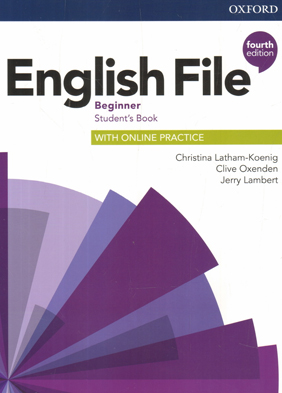 OXFORD
fourth
edition
English File
Beginner
Student's Book
WITH ONLINE PRACTICE
Christina Latham-Koenig
Clive Oxenden
Jerry Lambert